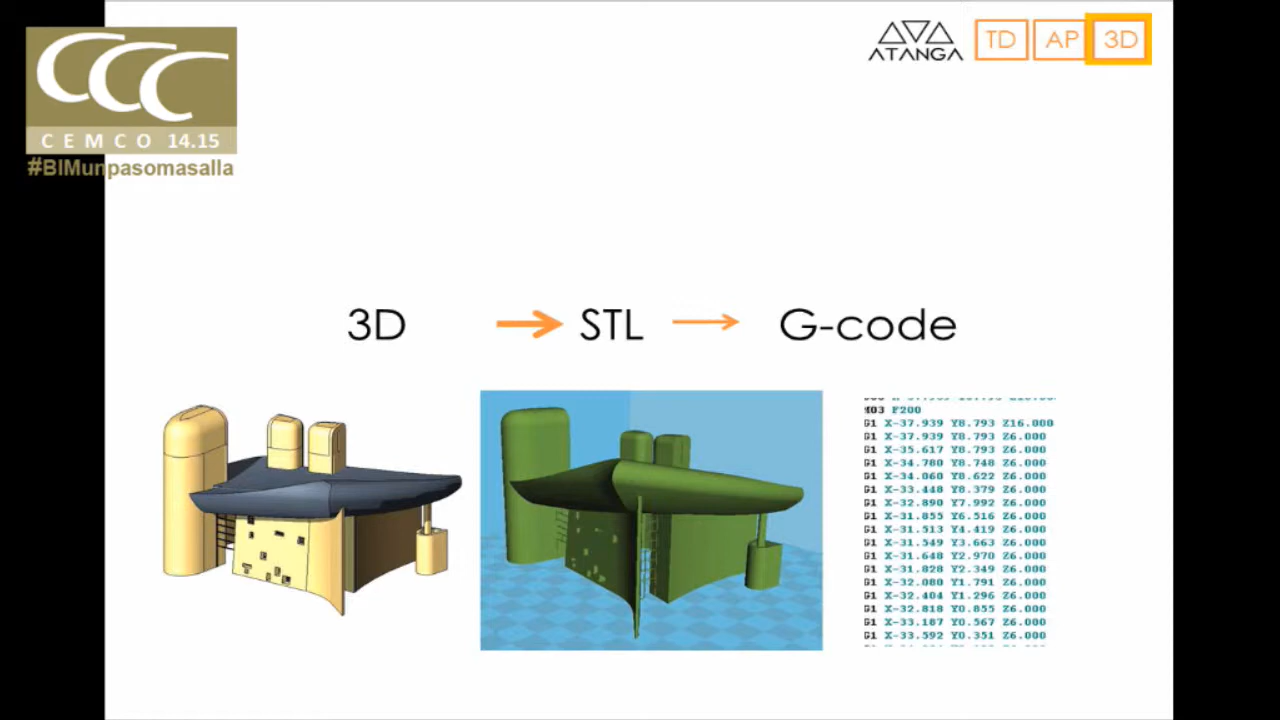 CCC
CEMCO 14.15
#BIMunpasomasalla
ATANGA
TD
AP
3D
3D
STL
G-code
M03 F200
G1 X-37.939 Y8.793 Z16.000
G1 X-37.939 Y8.793 Z6.000
G1 X-35.617 Y8.793 Z6.000
G1 X-34.780 Y8.748 Z6.000
G1 X-34.060 Y8.622 Z6.000
G1 X-33.448 Y8.379 Z6.000
G1 X-32.890 Y7.992 Z6.000
G1 X-31.855 Y6.516 Z6.000
G1 X-31.513 Y4.419 Z6.000
G1 X-31.549 Y3.663 Z6.000
G1 X-31.648 Y2.970 Z6.000
G1 X-31.828 Y2.349 Z6.000
G1 X-32.080 Y1.791 Z6.000
G1 X-32.404 Y1.296 Z6.000
G1 X-32.818 Y0.855 Z6.000
G1 X-33.187 Y0.567 Z6.000
G1 X-33.592 Y0.351 Z6.000